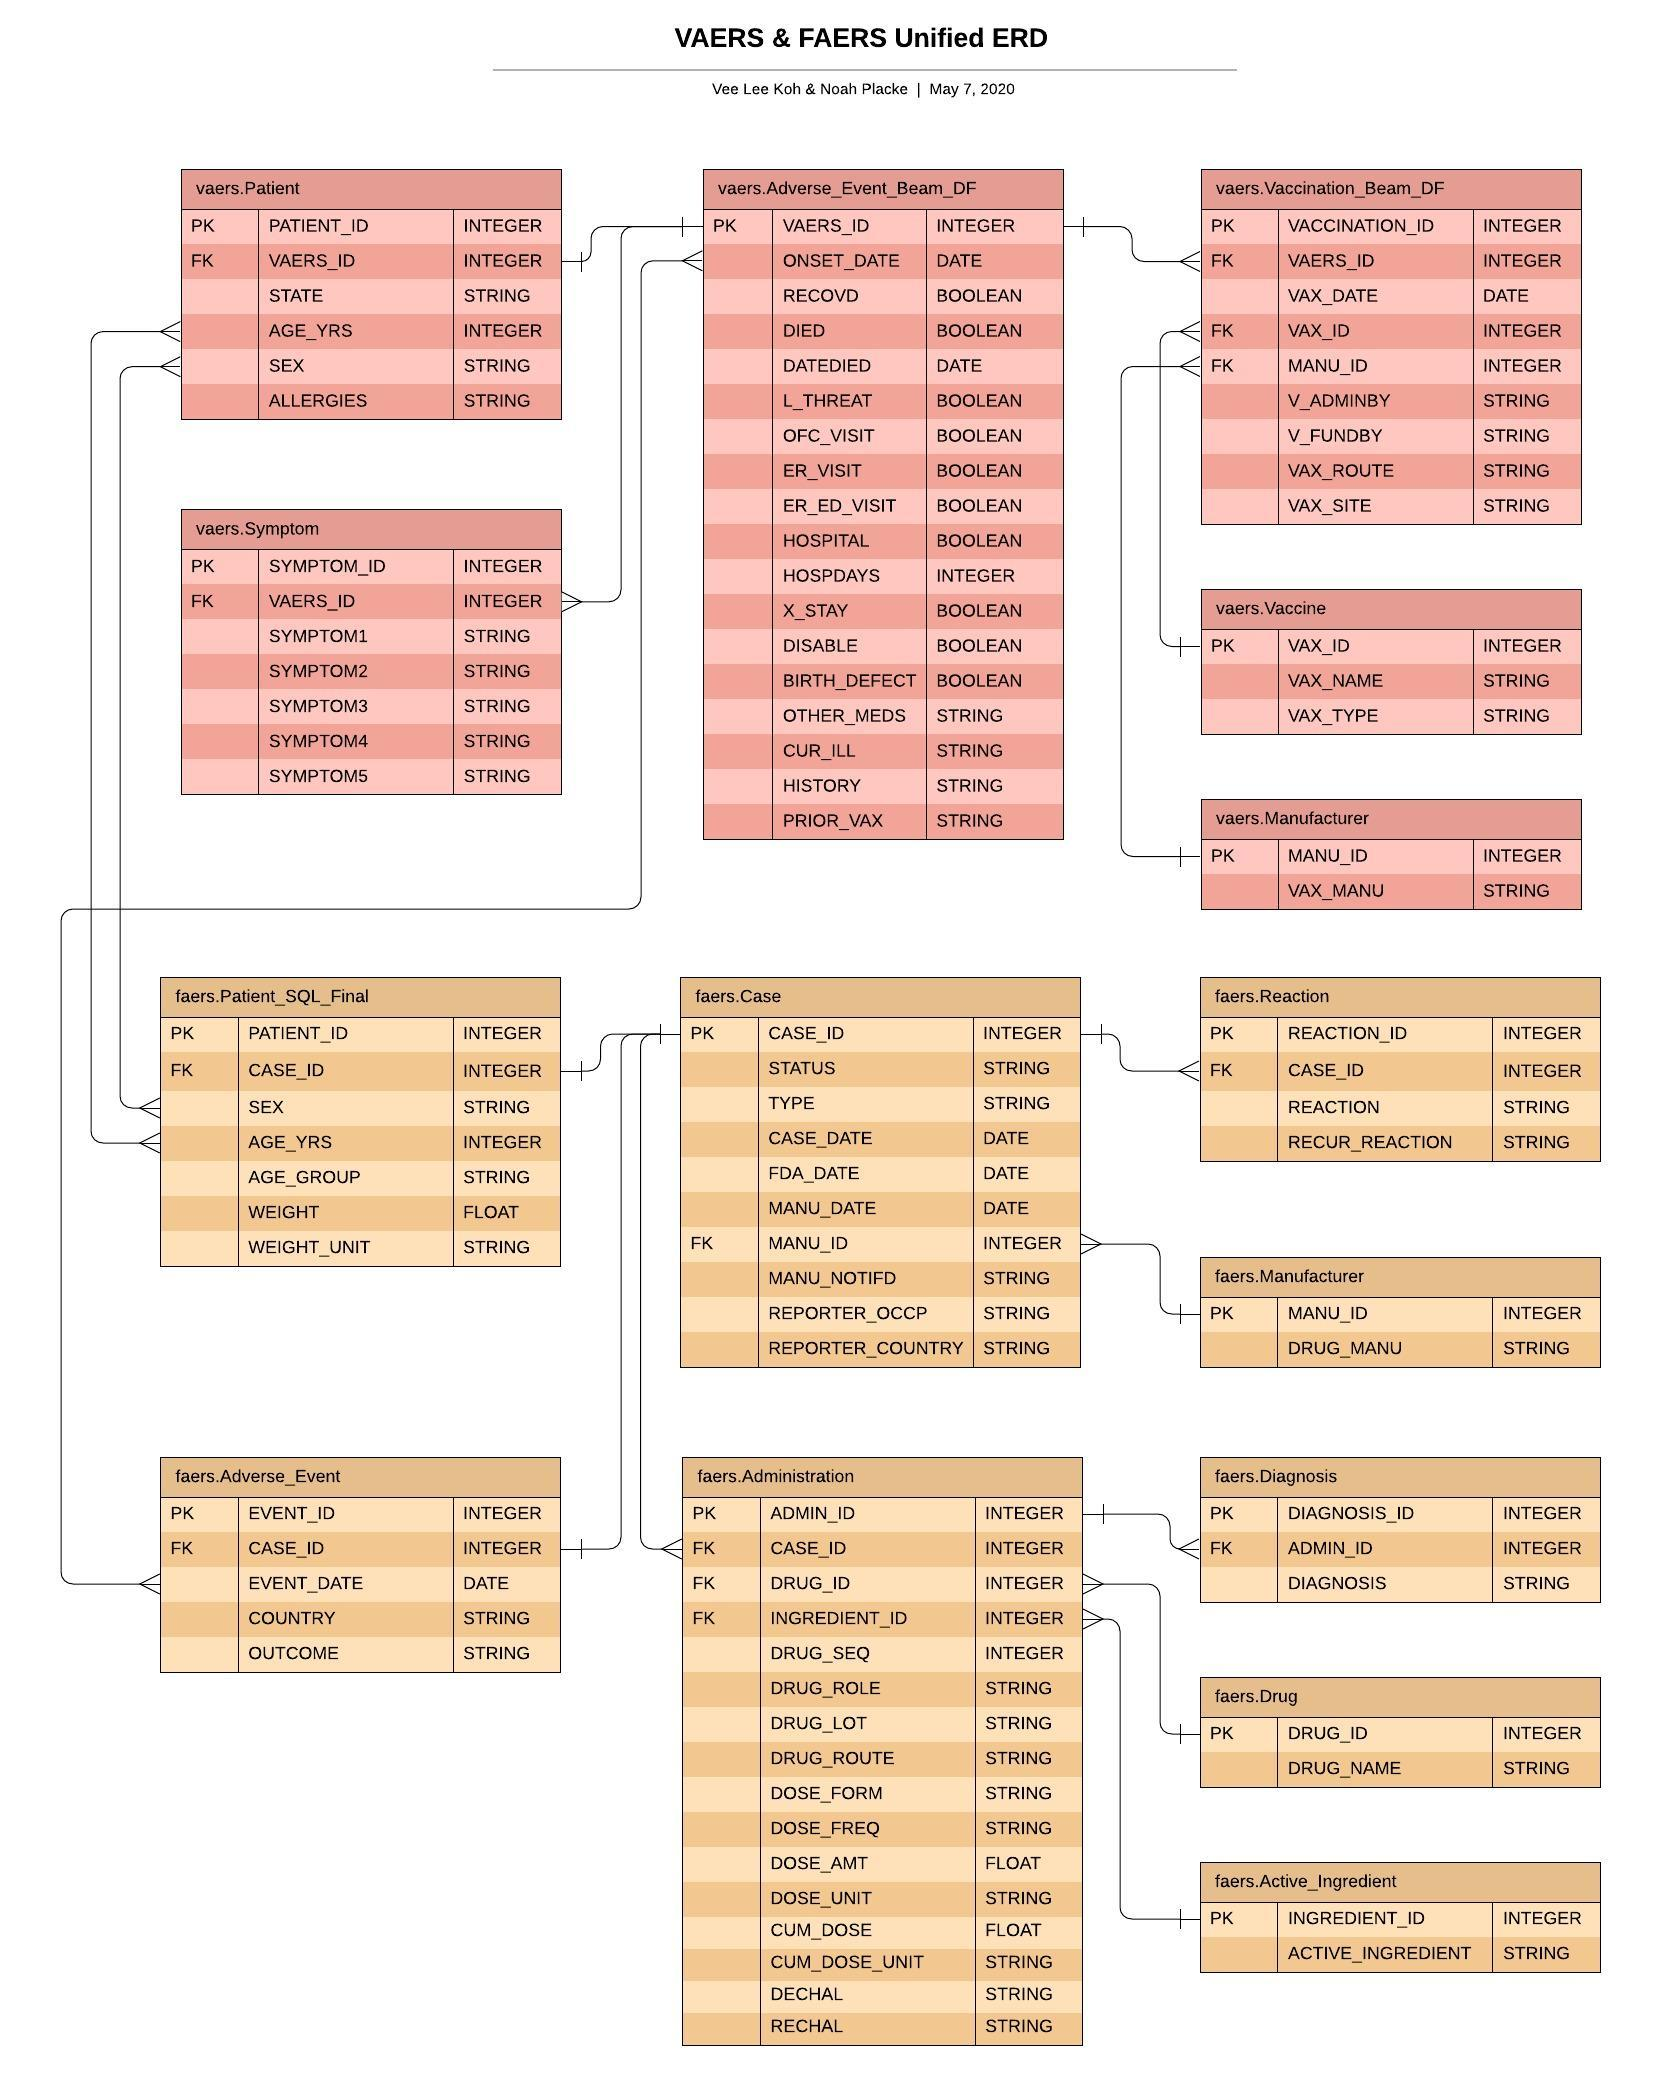 VAERS & FAERS Unified ERD
Vee Lee Koh & Noah Placke | May 7, 2020
vaers.Patient
PK PATIENT_ID INTEGER
FK VAERS_ID INTEGER
STATE STRING
AGE_YRS INTEGER
SEX STRING
ALLERGIES STRING
vaers.Symptom
PK SYMPTOM_ID INTEGER
FK VAERS_ID INTEGER
SYMPTOM1 STRING
SYMPTOM2 STRING
SYMPTOM3 STRING
SYMPTOM4 STRING
SYMPTOM5 STRING
vaers.Adverse_Event_Beam_DF
PK VAERS_ID INTEGER
ONSET_DATE DATE
RECOVD BOOLEAN
DIED BOOLEAN
DATEDIED DATE
L_THREAT BOOLEAN
OFC_VISIT BOOLEAN
ER_VISIT BOOLEAN
ER_ED_VISIT BOOLEAN
HOSPITAL BOOLEAN
HOSPDAYS INTEGER
X_STAY BOOLEAN
DISABLE BOOLEAN
BIRTH_DEFECT BOOLEAN
OTHER_MEDS STRING
CUR_ILL STRING
HISTORY STRING
PRIOR_VAX STRING
vaers.Vaccination_Beam_DF
PK VACCINATION_ID INTEGER
FK VAERS_ID INTEGER
VAX_DATE DATE
FK VAX_ID INTEGER
FK MANU_ID INTEGER
V_ADMINBY STRING
V_FUNDBY STRING
VAX_ROUTE STRING
VAX_SITE STRING
vaers.Vaccine
PK VAX_ID INTEGER
VAX_NAME STRING
VAX_TYPE STRING
vaers.Manufacturer
PK MANU_ID INTEGER
VAX_MANU STRING
faers.Patient_SQL_Final
PK PATIENT_ID INTEGER
FK CASE_ID INTEGER
SEX STRING
AGE_YRS INTEGER
AGE_GROUP STRING
WEIGHT FLOAT
WEIGHT_UNIT STRING
faers.Case
PK CASE_ID INTEGER
STATUS STRING
TYPE STRING
CASE_DATE DATE
FDA_DATE DATE
MANU_DATE DATE
FK MANU_ID INTEGER
MANU_NOTIFD STRING
REPORTER_OCCP STRING
REPORTER_COUNTRY STRING
faers.Reaction
PK REACTION_ID INTEGER
FK CASE_ID INTEGER
REACTION STRING
RECUR_REACTION STRING
faers.Manufacturer
PK MANU_ID INTEGER
DRUG_MANU STRING
faers.Adverse_Event
PK EVENT_ID INTEGER
FK CASE_ID INTEGER
EVENT_DATE DATE
COUNTRY STRING
OUTCOME STRING
faers.Administration
PK ADMIN_ID INTEGER
FK CASE_ID INTEGER
FK DRUG_ID INTEGER
FK INGREDIENT_ID INTEGER
DRUG_SEQ INTEGER
DRUG_ROLE STRING
DRUG_LOT STRING
DRUG_ROUTE STRING
DOSE_FORM STRING
DOSE_FREQ STRING
DOSE_AMT FLOAT
DOSE_UNIT STRING
CUM_DOSE FLOAT
CUM_DOSE_UNIT STRING
DECHAL STRING
RECHAL STRING
faers.Diagnosis
PK DIAGNOSIS_ID INTEGER
FK ADMIN_ID INTEGER
DIAGNOSIS STRING
faers.Drug
PK DRUG_ID INTEGER
DRUG_NAME STRING
faers.Active_Ingredient
PK INGREDIENT_ID INTEGER
ACTIVE_INGREDIENT STRING